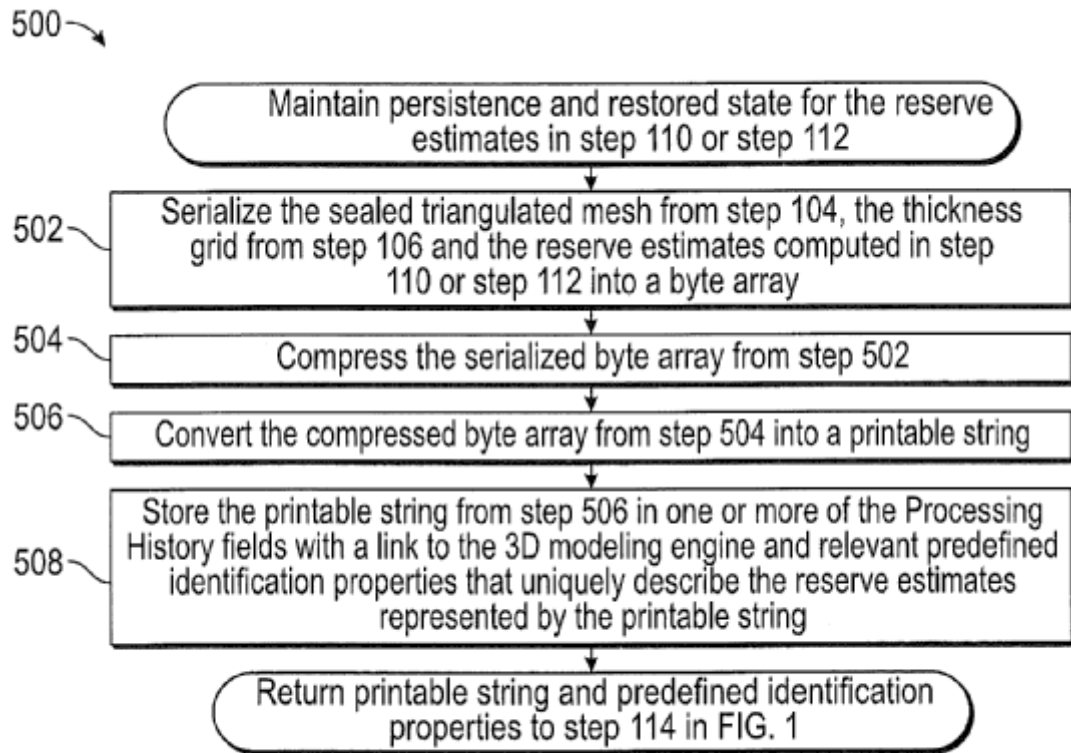 500
Maintain persistence and restored state for the reserve
estimates in step 110 or step 112
502
Serialize the sealed triangulated mesh from step 104, the thickness
grid from step 106 and the reserve estimates computed in step
110 or step 112 into a byte array
504
Compress the serialized byte array from step 502
506
Convert the compressed byte array from step 504 into a printable string
508
Store the printable string from step 506 in one or more of the Processing
History fields with a link to the 3D modeling engine and relevant predefined
identification properties that uniquely describe the reserve estimates
represented by the printable string
Return printable string and predefined identification
properties to step 114 in FIG. 1